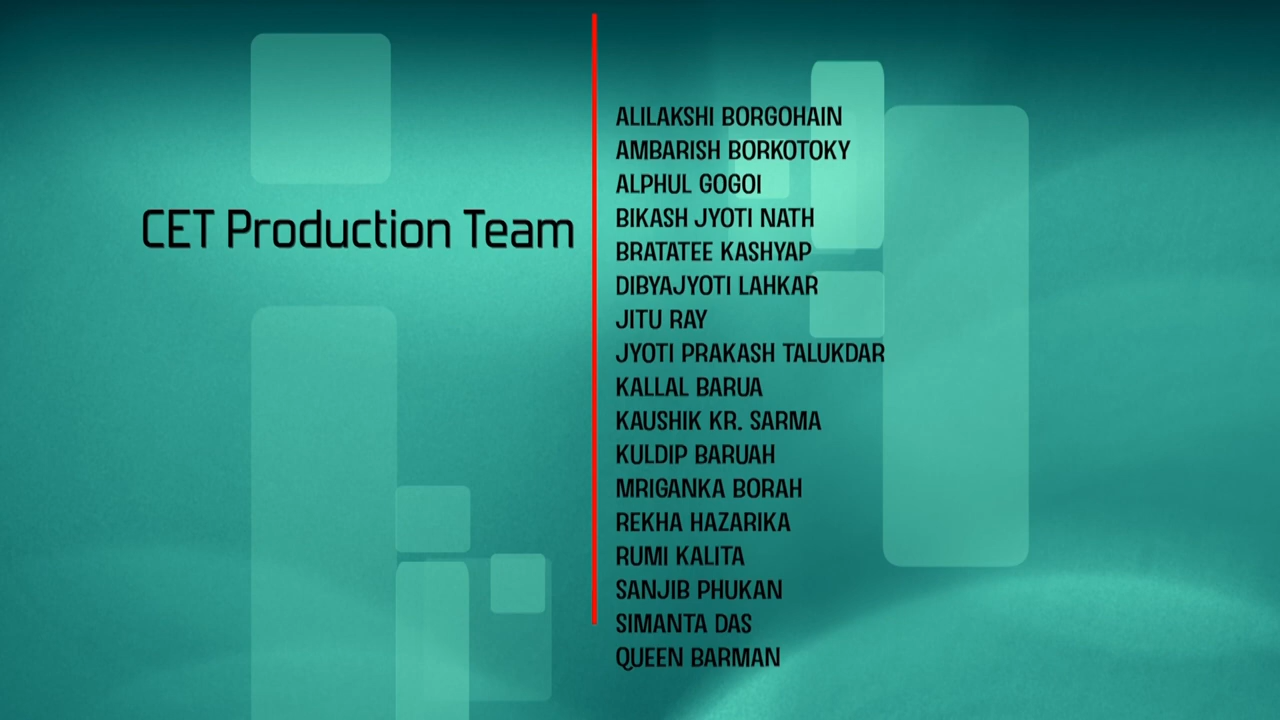 CET Production Team
ALILAKSHI BORGOHAIN
AMBARISH BORKOTOKY
ALPHUL GOGOI
BIKASH JYOTI NATH
BRATATEE KASHYAP
DIBYAJYOTI LAHKAR
JITU RAY
JYOTI PRAKASH TALUKDAR
KALLAL BARUA
KAUSHIK KR. SARMA
KULDIP BARUAH
MRIGANKA BORAH
REKHA HAZARIKA
RUMI KALITA
SANJIB PHUKAN
SIMANTA DAS
QUEEN BARMAN